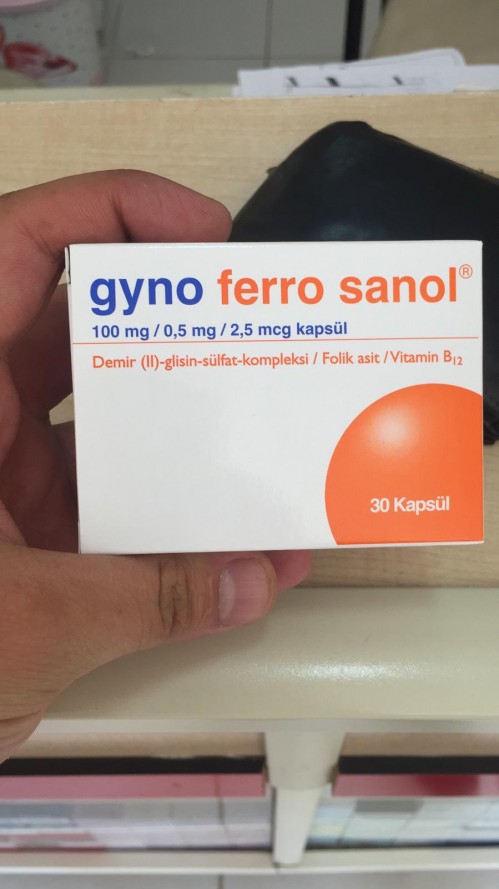 gyno ferro sanol®
100 mg / 0,5 mg / 2,5 mcg kapsül
Demir (II)-glisin-sülfat-kompleksi / Folik asit / Vitamin B₁₂
30 Kapsül